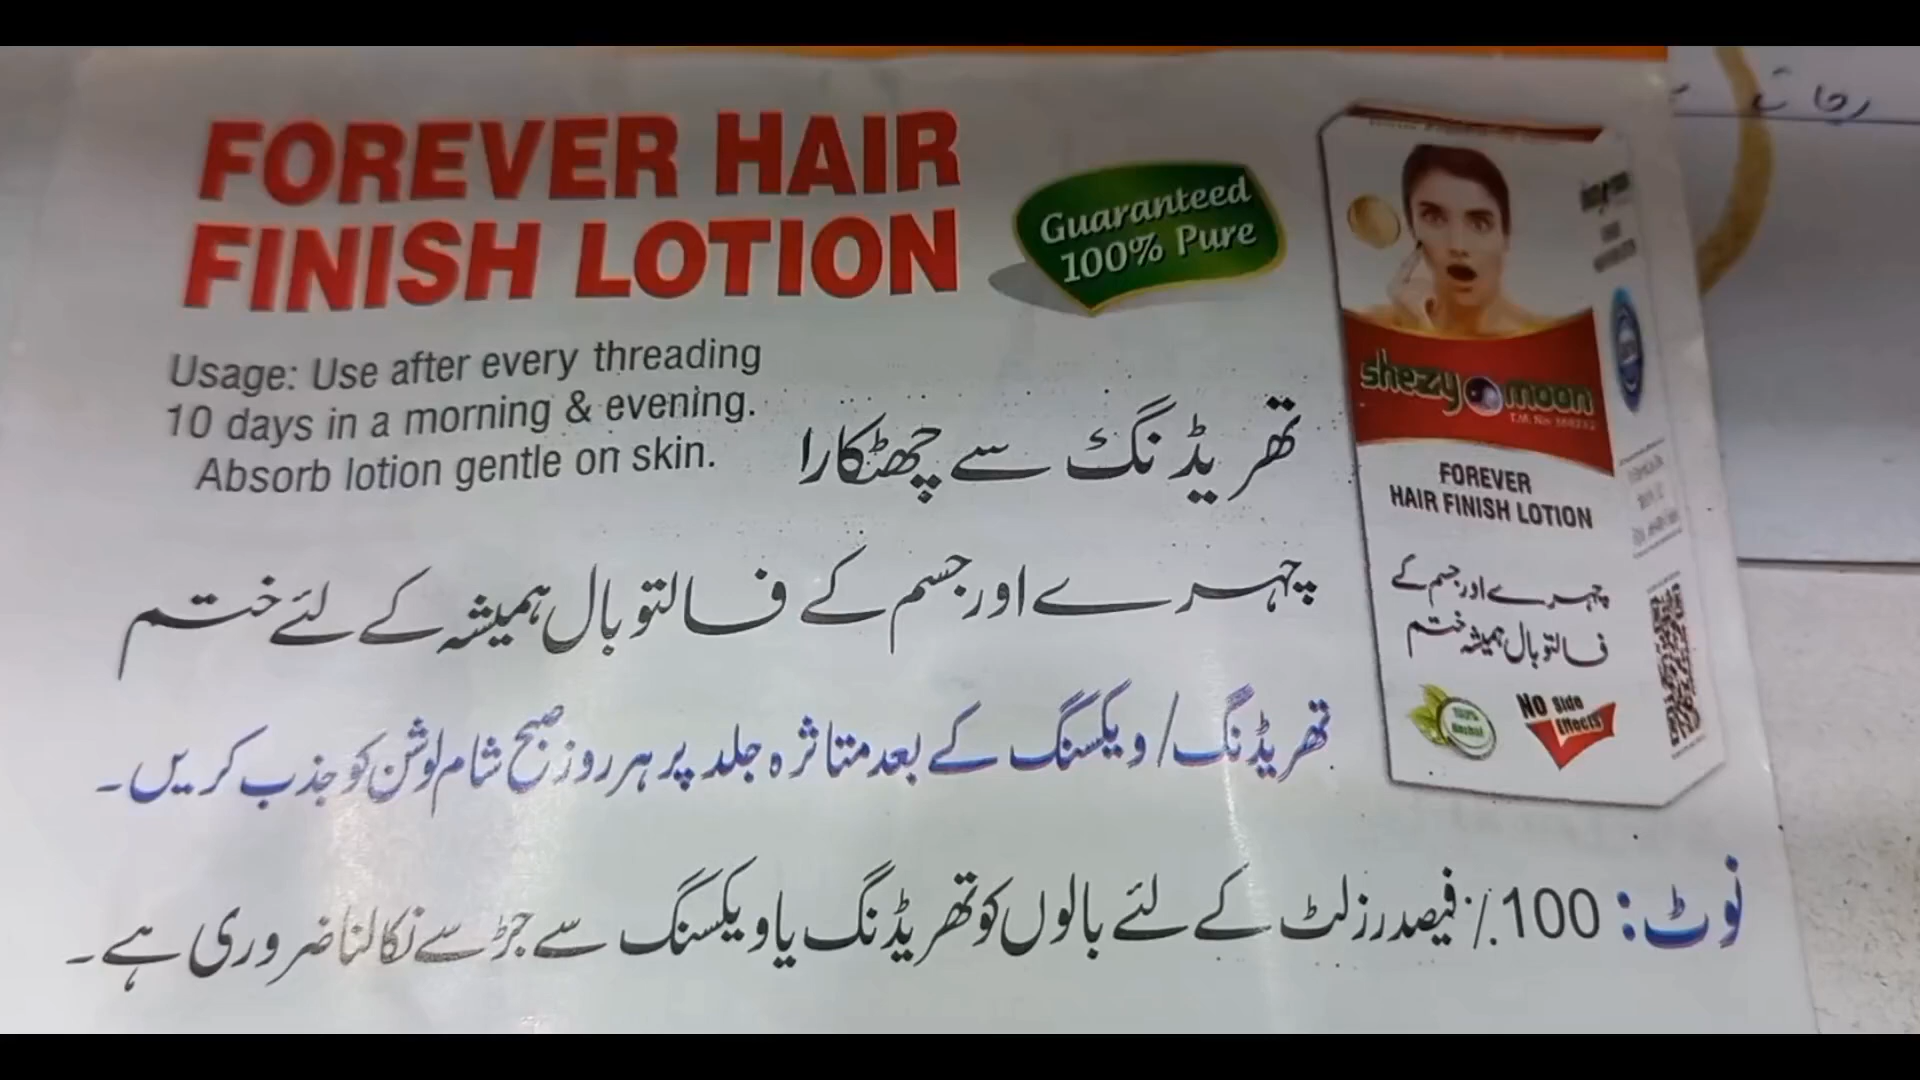 FOREVER HAIR
FINISH LOTION
Guaranteed
100% Pure
Usage: Use after every threading
10 days in a morning & evening.
Absorb lotion gentle on skin.
تھریڈنگ سے چھٹکارا
چہرے اور جسم کے فالتو بال ہمیشہ کے لئے ختم
تھریڈنگ/ویکسنگ کے بعد متاثرہ جلد پر ہر روز صبح شام لوشن کو جذب کریں۔
نوٹ: 100٪ فیصد رزلٹ کے لئے بالوں کو تھریڈنگ یا ویکسنگ سے جڑ سے نکالنا ضروری ہے۔
shezy moon
FOREVER
HAIR FINISH LOTION
چہرے اور جسم کے
فالتو بال ہمیشہ ختم
NO Side
Effects